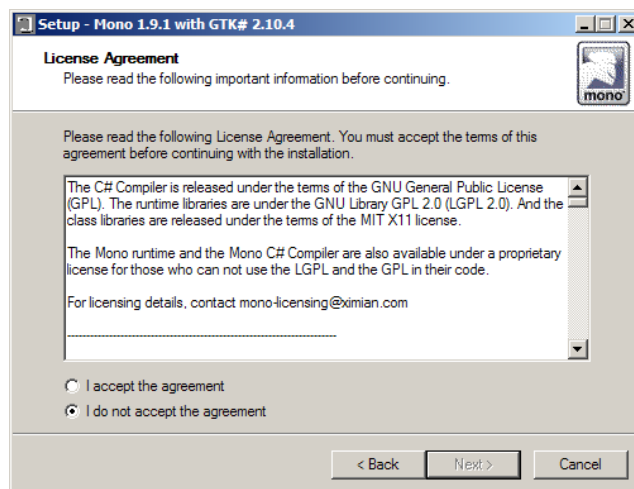 Setup - Mono 1.9.1 with GTK# 2.10.4
License Agreement
Please read the following important information before continuing.
mono
Please read the following License Agreement. You must accept the terms of this
agreement before continuing with the installation.
The C# Compiler is released under the terms of the GNU General Public License
(GPL). The runtime libraries are under the GNU Library GPL 2.0 (LGPL 2.0). And the
class libraries are released under the terms of the MIT X11 license.
The Mono runtime and the Mono C# Compiler are also available under a proprietary
license for those who can not use the LGPL and the GPL in their code.
For licensing details, contact mono-licensing@ximian.com
------------------------------------------------------------------------
I accept the agreement
I do not accept the agreement
< Back
Next >
Cancel